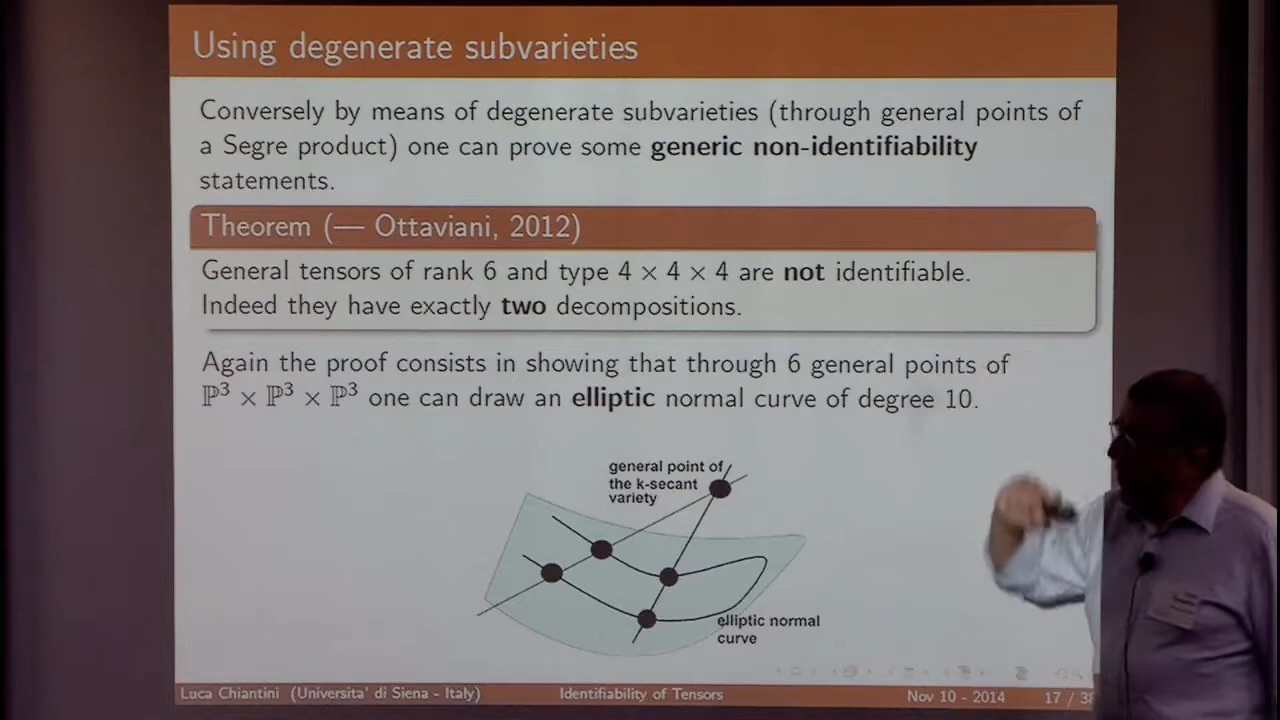 Using degenerate subvarieties
Conversely by means of degenerate subvarieties (through general points of
a Segre product) one can prove some generic non-identifiability
statements.
Theorem (— Ottaviani, 2012)
General tensors of rank 6 and type 4 × 4 × 4 are not identifiable.
Indeed they have exactly two decompositions.
Again the proof consists in showing that through 6 general points of
ℙ³ × ℙ³ × ℙ³ one can draw an elliptic normal curve of degree 10.
general point of
the k-secant
variety
elliptic normal
curve
Luca Chiantini (Universita' di Siena - Italy) Identifiability of Tensors Nov 10 - 2014 17 /